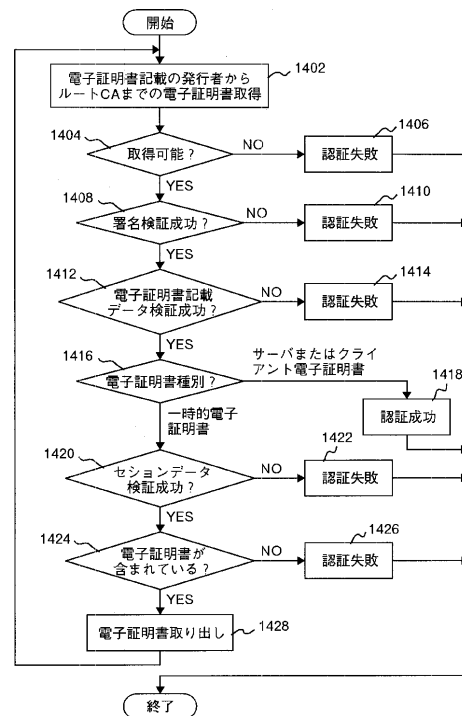 開始
電子証明書記載の発行者から
ルートCAまでの電子証明書取得
1402
1404
取得可能?
NO
認証失敗
1406
YES
1408
署名検証成功?
NO
認証失敗
1410
YES
1412
電子証明書記載
データ検証成功?
NO
認証失敗
1414
YES
1416
電子証明書種別?
サーバまたはクライ
アント電子証明書
1418
認証成功
一時的電子
証明書
1420
セションデータ
検証成功?
NO
1422
認証失敗
YES
1424
電子証明書が
含まれている?
NO
1426
認証失敗
YES
電子証明書取り出し
1428
終了